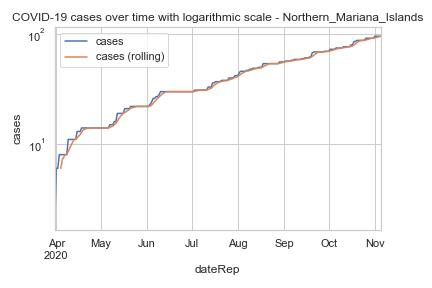 COVID-19 cases over time with logarithmic scale - Northern_Mariana_Islands
cases
cases (rolling)
10²
10¹
cases
Apr
2020
May
Jun
Jul
Aug
Sep
Oct
Nov
dateRep